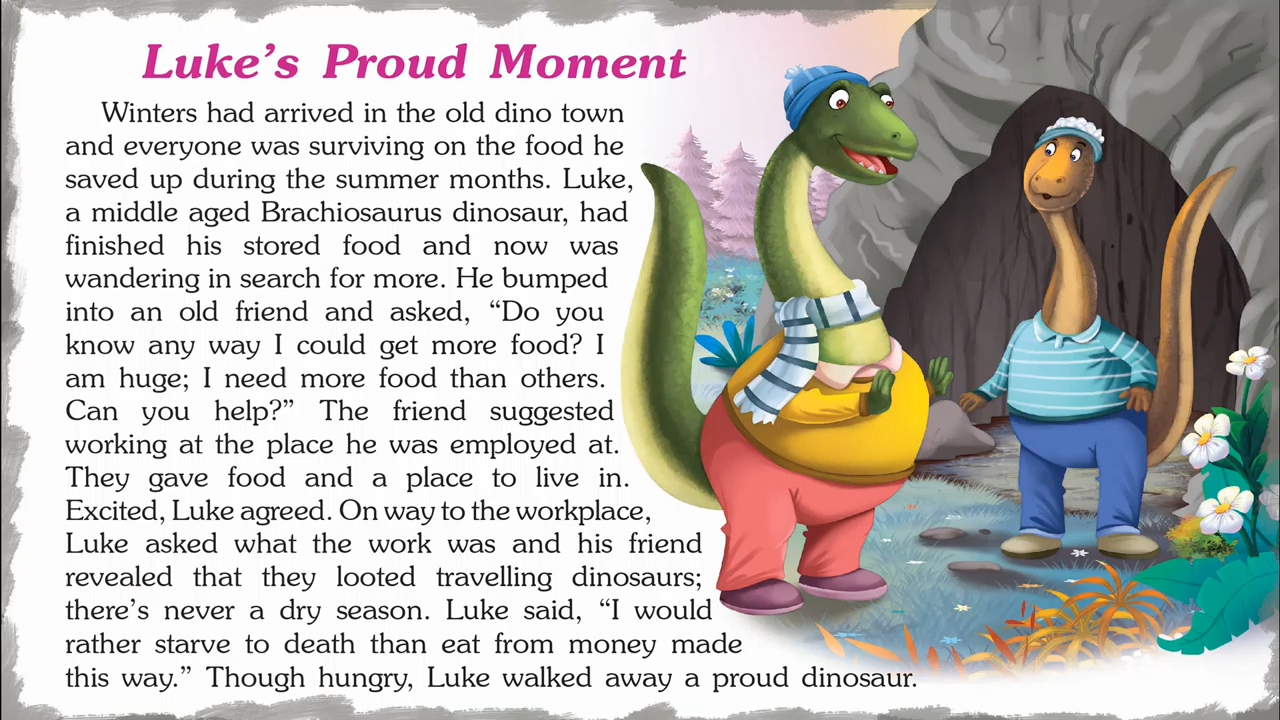 Luke's Proud Moment
Winters had arrived in the old dino town
and everyone was surviving on the food he
saved up during the summer months. Luke,
a middle aged Brachiosaurus dinosaur, had
finished his stored food and now was
wandering in search for more. He bumped
into an old friend and asked, “Do you
know any way I could get more food? I
am huge; I need more food than others.
Can you help?” The friend suggested
working at the place he was employed at.
They gave food and a place to live in.
Excited, Luke agreed. On way to the workplace,
Luke asked what the work was and his friend
revealed that they looted travelling dinosaurs;
there’s never a dry season. Luke said, “I would
rather starve to death than eat from money made
this way.” Though hungry, Luke walked away a proud dinosaur.